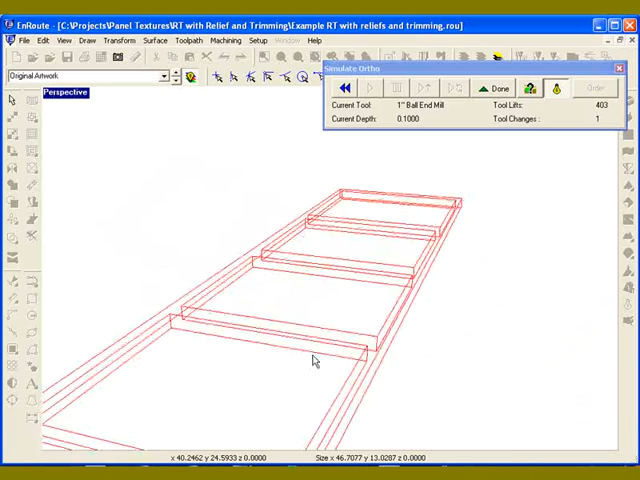 EnRoute - [C:\Projects\Panel Textures\RT with Relief and Trimming\Example RT with reliefs and trimming.rou]
File Edit View Draw Transform Surface Toolpath Machining Setup Window Help
Simulate Ortho
Original Artwork
Done
Order
Perspective
Current Tool: 1" Ball End Mill Tool Lifts: 403
Current Depth: 0.1000 Tool Changes : 1
x 40.2462 y 24.5933 z 0.0000 Size x 46.7077 y 13.0287 z 0.0000